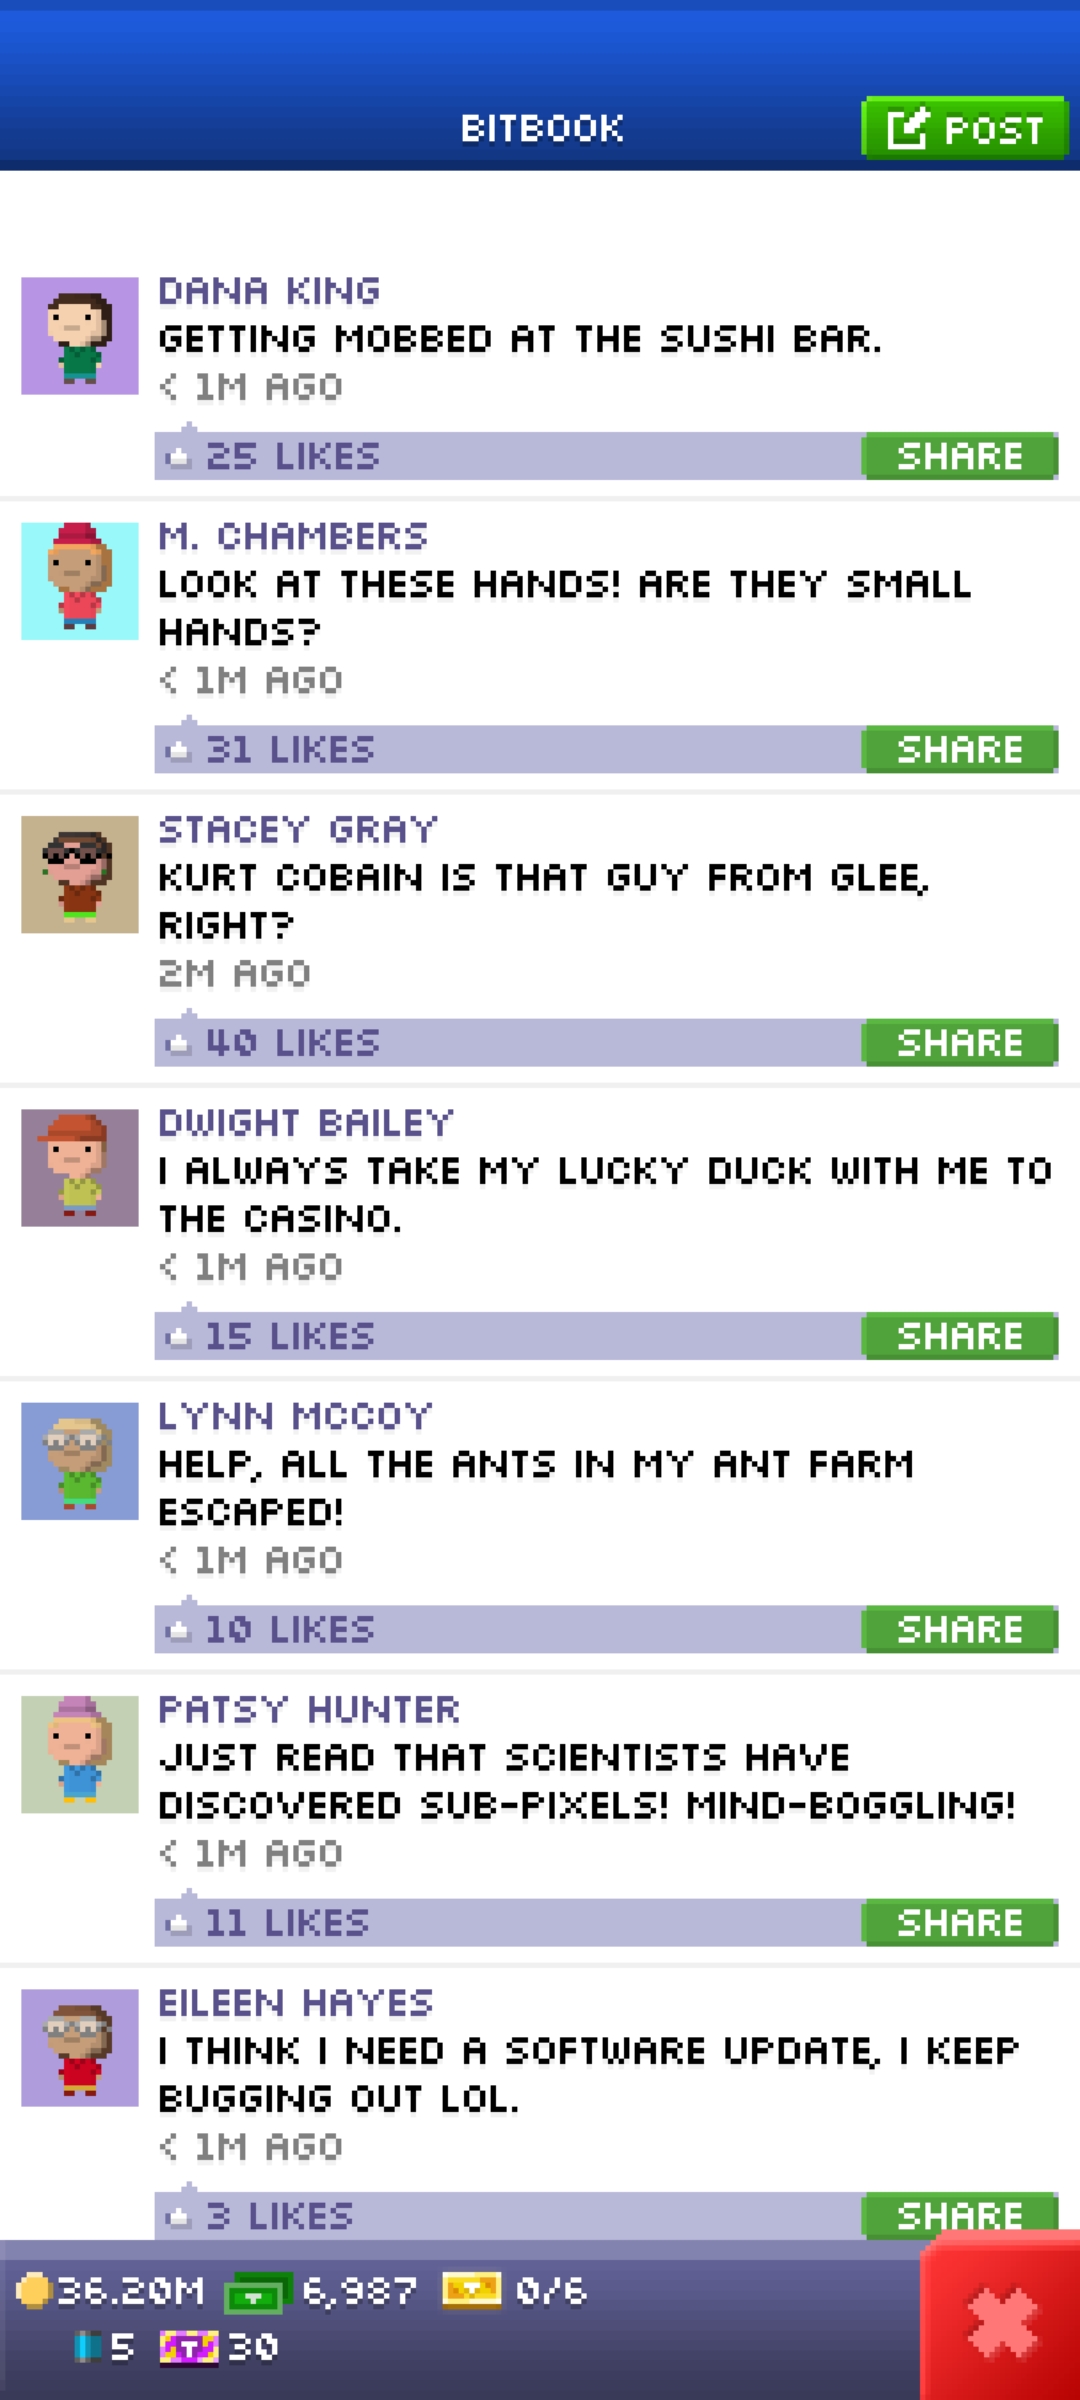 BITBOOK
POST
DANA KING
GETTING MOBBED AT THE SUSHI BAR.
< 1M AGO
25 LIKES
SHARE
M. CHAMBERS
LOOK AT THESE HANDS! ARE THEY SMALL
HANDS?
< 1M AGO
31 LIKES
SHARE
STACEY GRAY
KURT COBAIN IS THAT GUY FROM GLEE,
RIGHT?
2M AGO
40 LIKES
SHARE
DWIGHT BAILEY
I ALWAYS TAKE MY LUCKY DUCK WITH ME TO
THE CASINO.
< 1M AGO
15 LIKES
SHARE
LYNN MCCOY
HELP, ALL THE ANTS IN MY ANT FARM
ESCAPED!
< 1M AGO
10 LIKES
SHARE
PATSY HUNTER
JUST READ THAT SCIENTISTS HAVE
DISCOVERED SUB-PIXELS! MIND-BOGGLING!
< 1M AGO
11 LIKES
SHARE
EILEEN HAYES
I THINK I NEED A SOFTWARE UPDATE, I KEEP
BUGGING OUT LOL.
< 1M AGO
3 LIKES
SHARE
36.20M 6,987 0/6
5 T 30